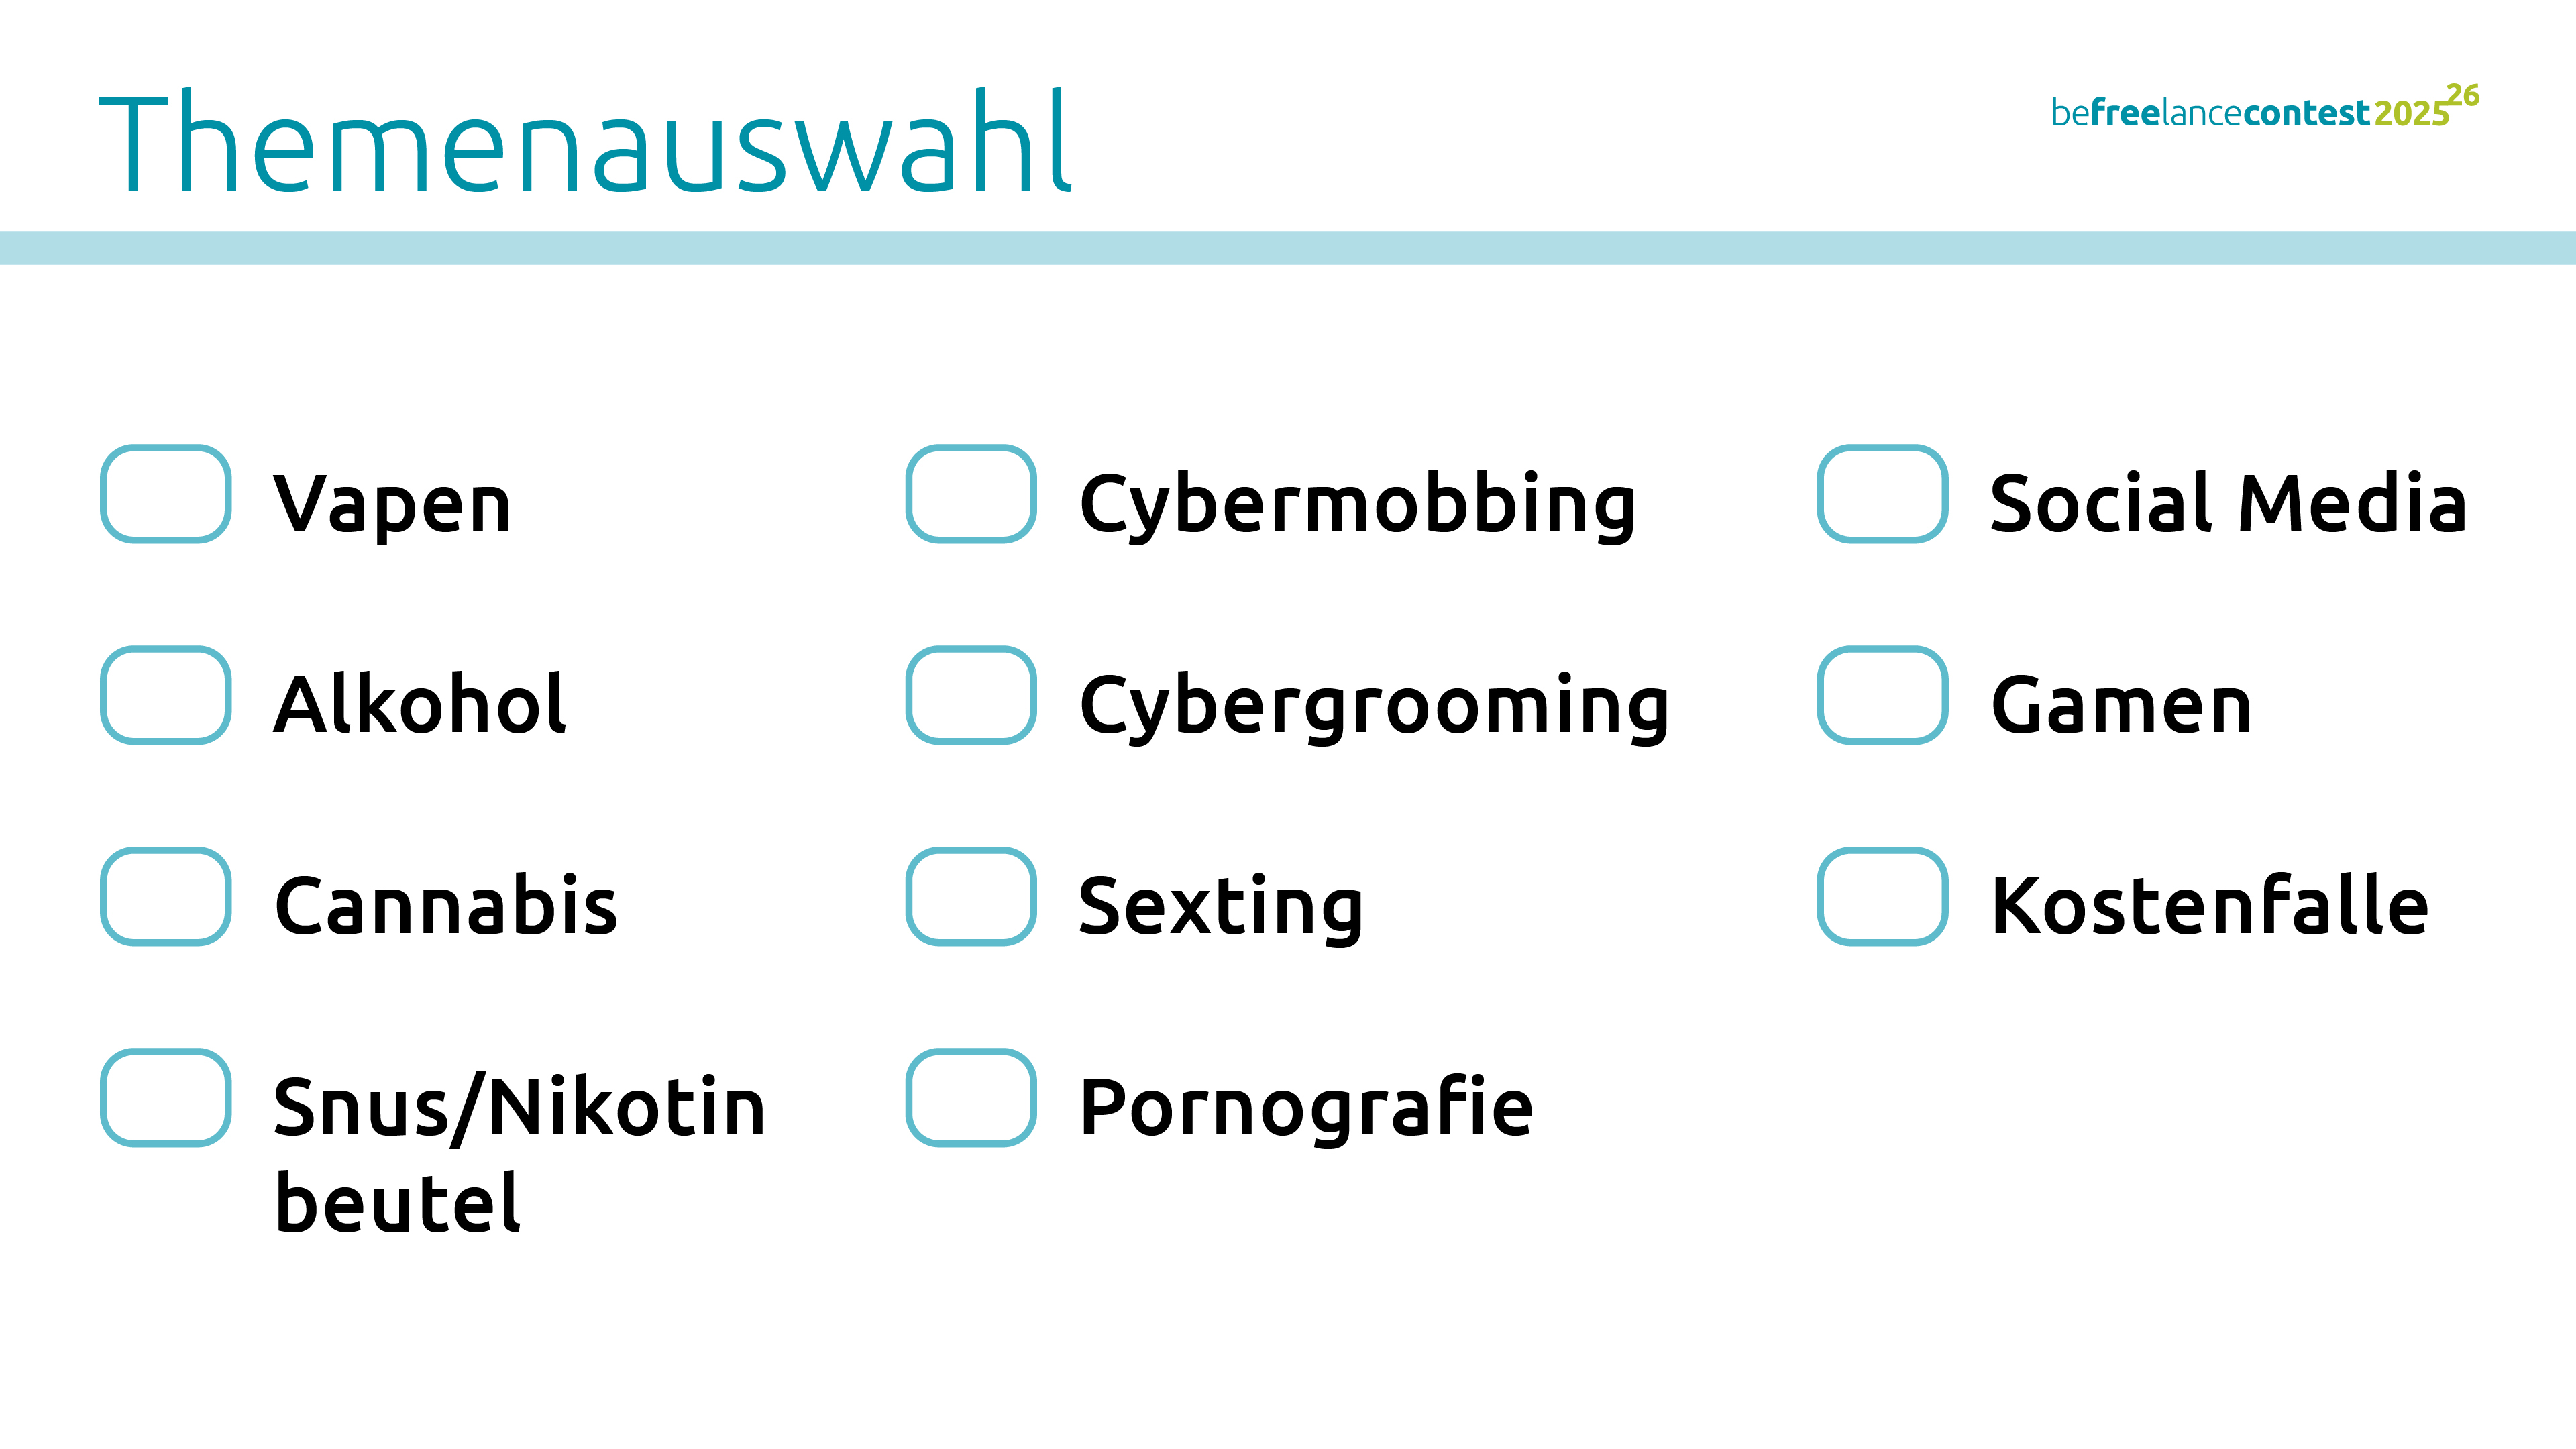 Themenauswahl
befreelancecontest 2025 26
Vapen
Alkohol
Cannabis
Snus/Nikotin
beutel
Cybermobbing
Cybergrooming
Sexting
Pornografie
Social Media
Gamen
Kostenfalle